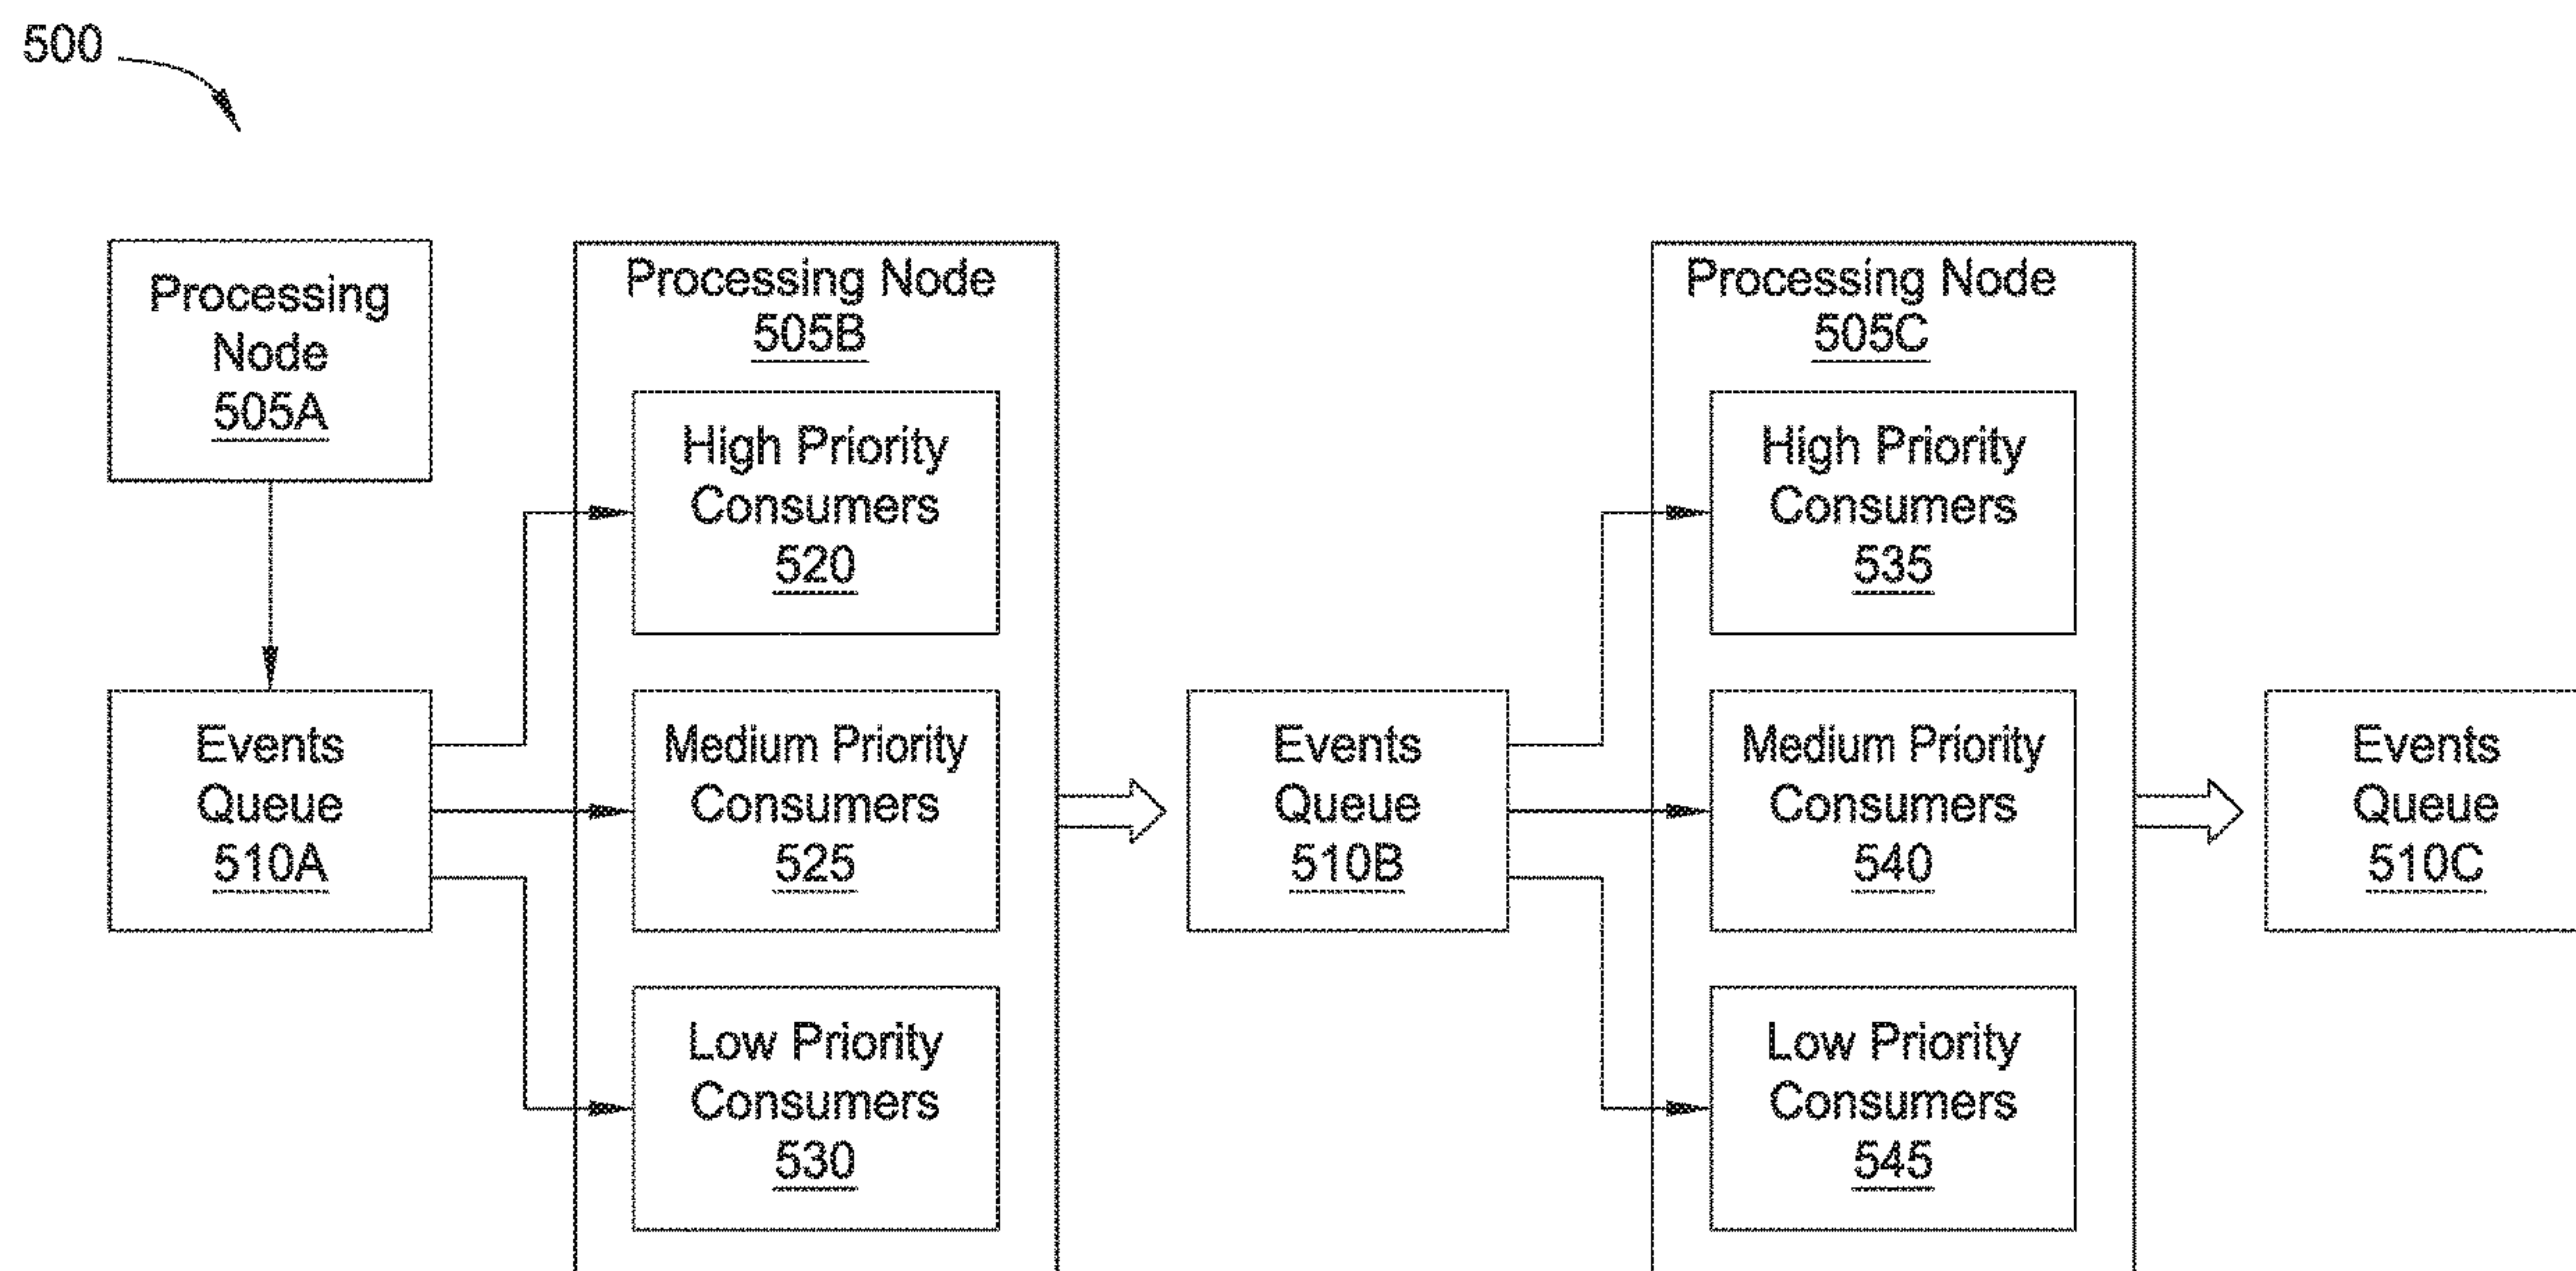 500
Processing
Node
505A
Events
Queue
510A
Processing Node
505B
High Priority
Consumers
520
Medium Priority
Consumers
525
Low Priority
Consumers
530
Events
Queue
510B
Processing Node
505C
High Priority
Consumers
535
Medium Priority
Consumers
540
Low Priority
Consumers
545
Events
Queue
510C